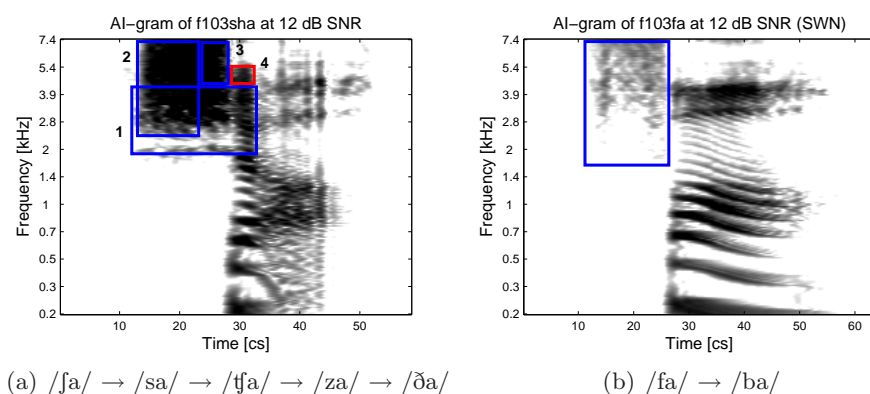 AI-gram of f103sha at 12 dB SNR
7.4
5.4
3.9
2.8
2
1.4
1
0.7
0.5
0.3
0.2
Frequency [kHz]
2
3
4
1
10 20 30 40 50
Time [cs]
(a) /ʃa/ → /sa/ → /ʧa/ → /za/ → /ða/
AI-gram of f103fa at 12 dB SNR (SWN)
7.4
5.4
3.9
2.8
2
1.4
1
0.7
0.5
0.3
0.2
Frequency [kHz]
10 20 30 40 50 60
Time [cs]
(b) /fa/ → /ba/